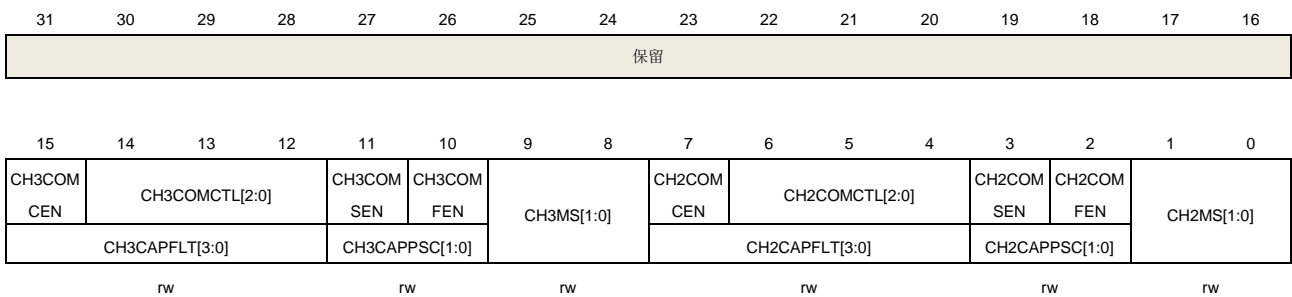 31 30 29 28 27 26 25 24 23 22 21 20 19 18 17 16
保留
15 14 13 12 11 10 9 8 7 6 5 4 3 2 1 0
CH3COM CEN
CH3COMCTL[2:0]
CH3COM SEN
CH3COM FEN
CH3MS[1:0]
CH2COM CEN
CH2COMCTL[2:0]
CH2COM SEN
CH2COM FEN
CH2MS[1:0]
CH3CAPFLT[3:0] CH3CAPPSC[1:0] CH2CAPFLT[3:0] CH2CAPPSC[1:0]
rw rw rw rw rw rw